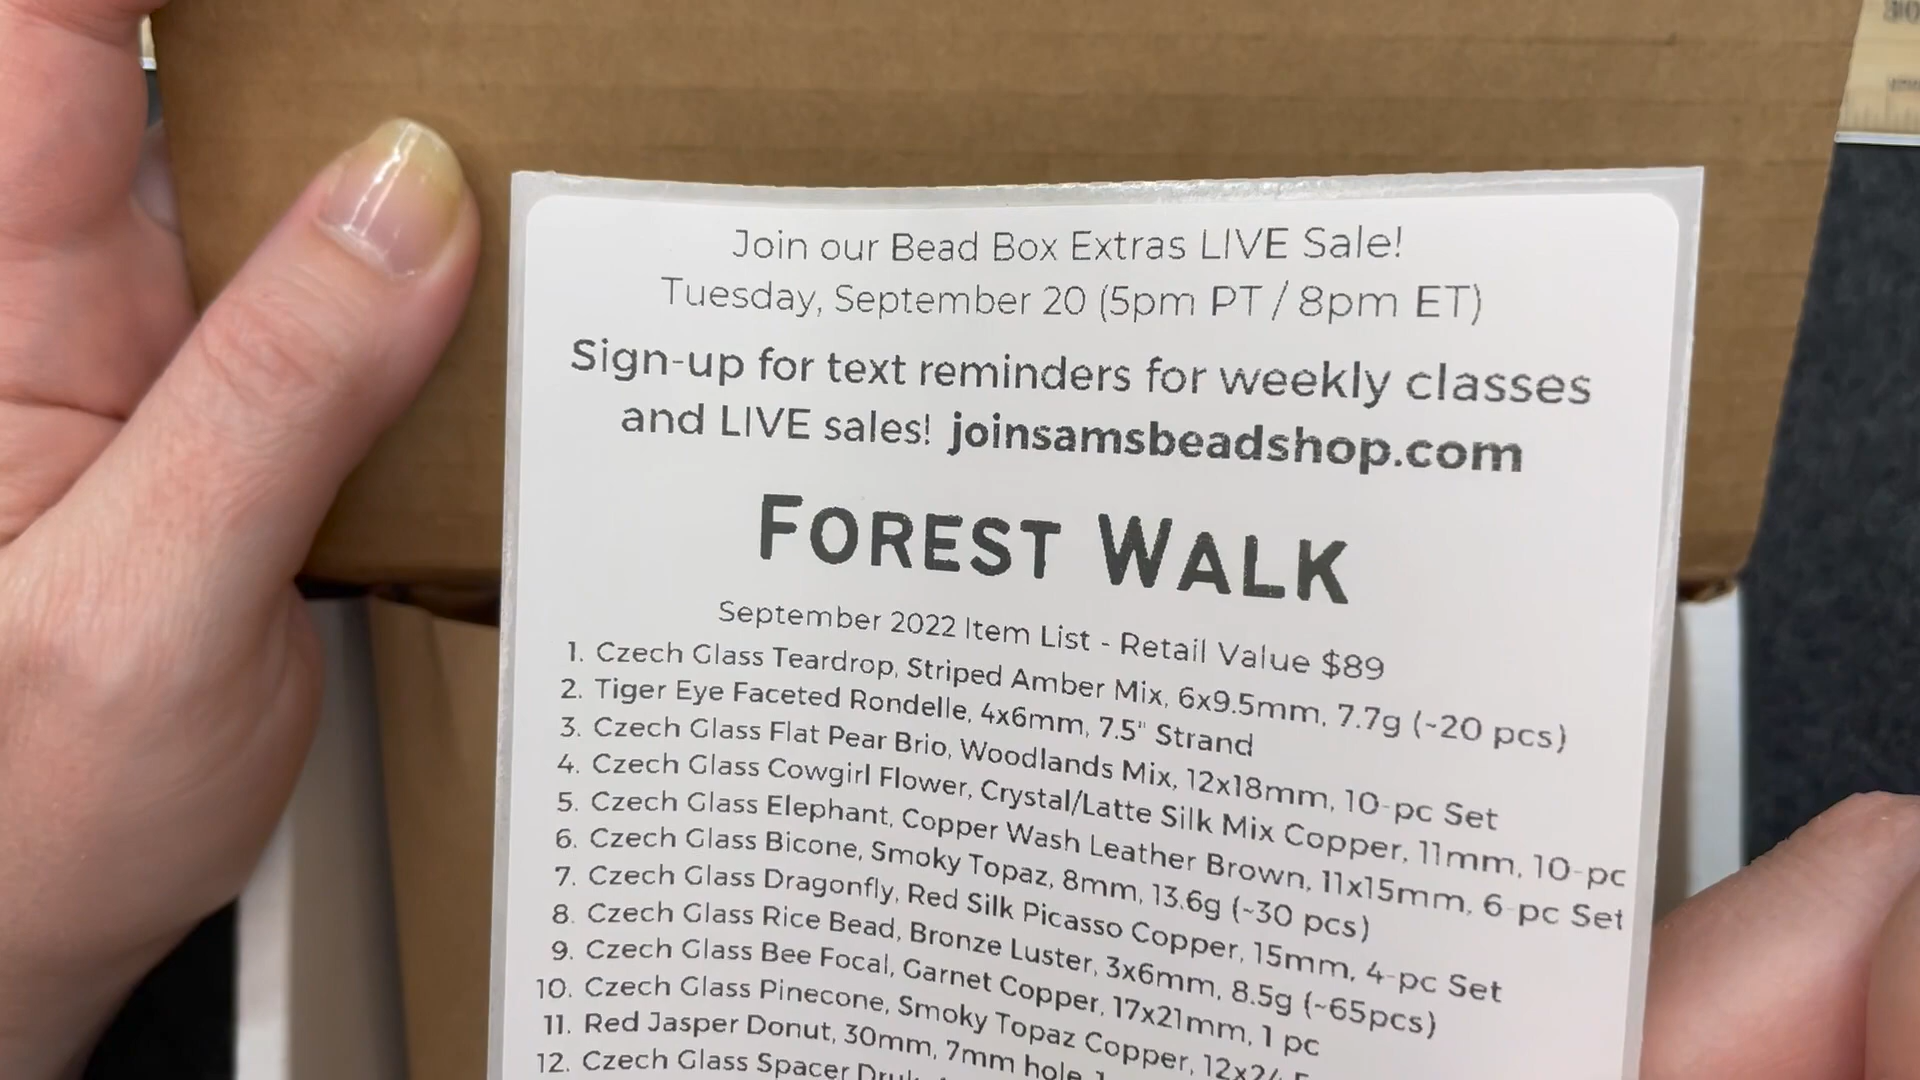 Join our Bead Box Extras LIVE Sale!
Tuesday, September 20 (5pm PT / 8pm ET)
Sign-up for text reminders for weekly classes
and LIVE sales! joinsamsbeadshop.com
FOREST WALK
September 2022 Item List - Retail Value $89
1. Czech Glass Teardrop, Striped Amber Mix, 6x9.5mm, 7.7g (~20 pcs)
2. Tiger Eye Faceted Rondelle, 4x6mm, 7.5" Strand
3. Czech Glass Flat Pear Brio, Woodlands Mix, 12x18mm, 10-pc Set
4. Czech Glass Cowgirl Flower, Crystal/Latte Silk Mix Copper, 11mm, 10-pc
5. Czech Glass Elephant, Copper Wash Leather Brown, 11x15mm, 6-pc Set
6. Czech Glass Bicone, Smoky Topaz, 8mm, 13.6g (~30 pcs)
7. Czech Glass Dragonfly, Red Silk Picasso Copper, 15mm, 4-pc Set
8. Czech Glass Rice Bead, Bronze Luster, 3x6mm, 8.5g (~65pcs)
9. Czech Glass Bee Focal, Garnet Copper, 17x21mm, 1 pc
10. Czech Glass Pinecone, Smoky Topaz Copper,
11. Red Jasper Donut, 30mm, 7mm hole,
12. Czech Glass Spacer